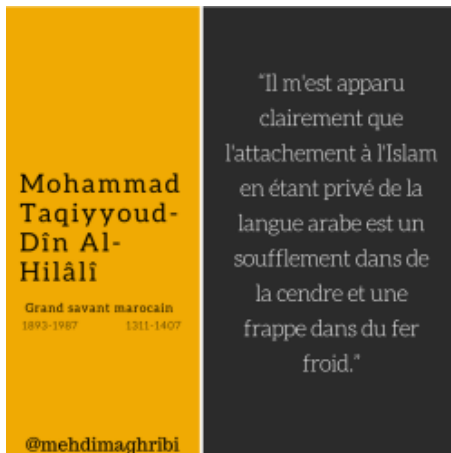 Mohammad
Taqiyyoud-
Dîn Al-
Hilâlî
Grand savant marocain
1893-1987 1311-1407
@mehdimaghribi
"Il m'est apparu
clairement que
l'attachement à l'Islam
en étant privé de la
langue arabe est un
soufflement dans de
la cendre et une
frappe dans du fer
froid."